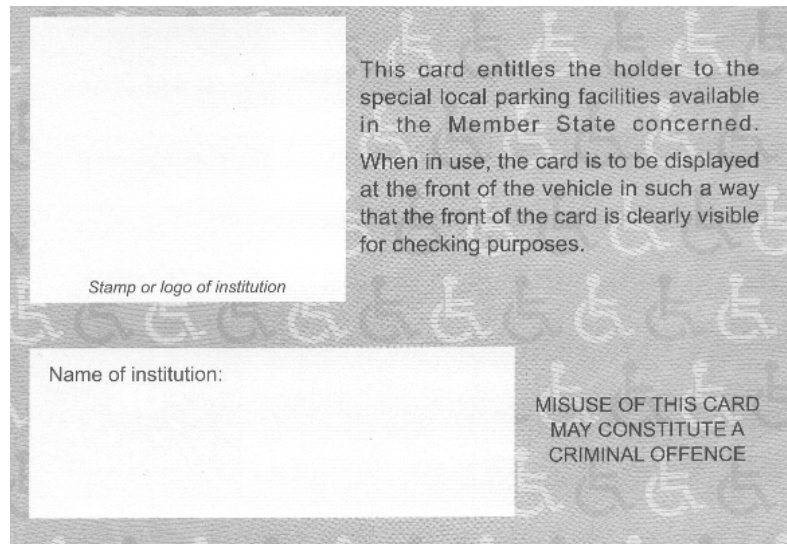 This card entitles the holder to the
special local parking facilities available
in the Member State concerned.
When in use, the card is to be displayed
at the front of the vehicle in such a way
that the front of the card is clearly visible
for checking purposes.
Stamp or logo of institution
Name of institution:
MISUSE OF THIS CARD
MAY CONSTITUTE A
CRIMINAL OFFENCE